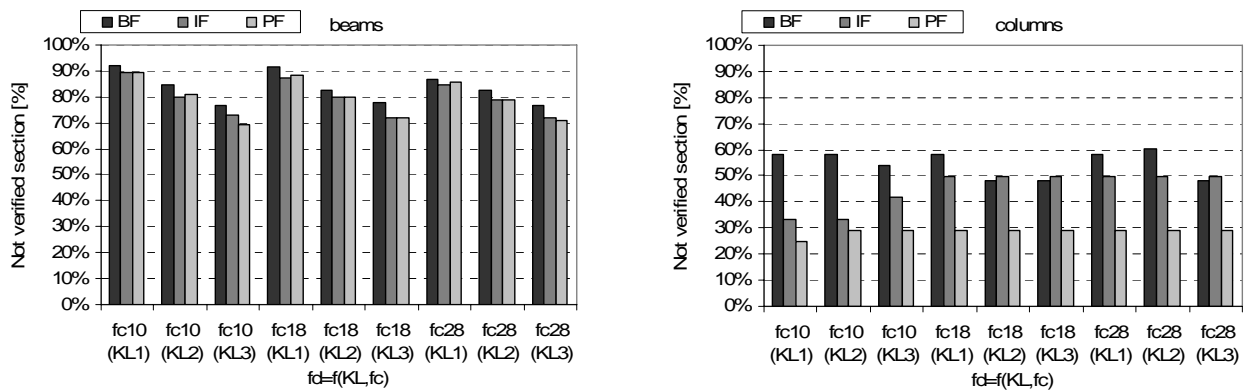 BF IF PF beams
100%
90%
80%
70%
60%
50%
40%
30%
20%
10%
0%
Not verified section [%]
fc10 fc10 fc10 fc18 fc18 fc18 fc28 fc28 fc28
(KL1) (KL2) (KL3) (KL1) (KL2) (KL3) (KL1) (KL2) (KL3)
fd=f(KL,fc)
BF IF PF columns
100%
90%
80%
70%
60%
50%
40%
30%
20%
10%
0%
Not verified section [%]
fc10 fc10 fc10 fc18 fc18 fc18 fc28 fc28 fc28
(KL1) (KL2) (KL3) (KL1) (KL2) (KL3) (KL1) (KL2) (KL3)
fd=f(KL,fc)